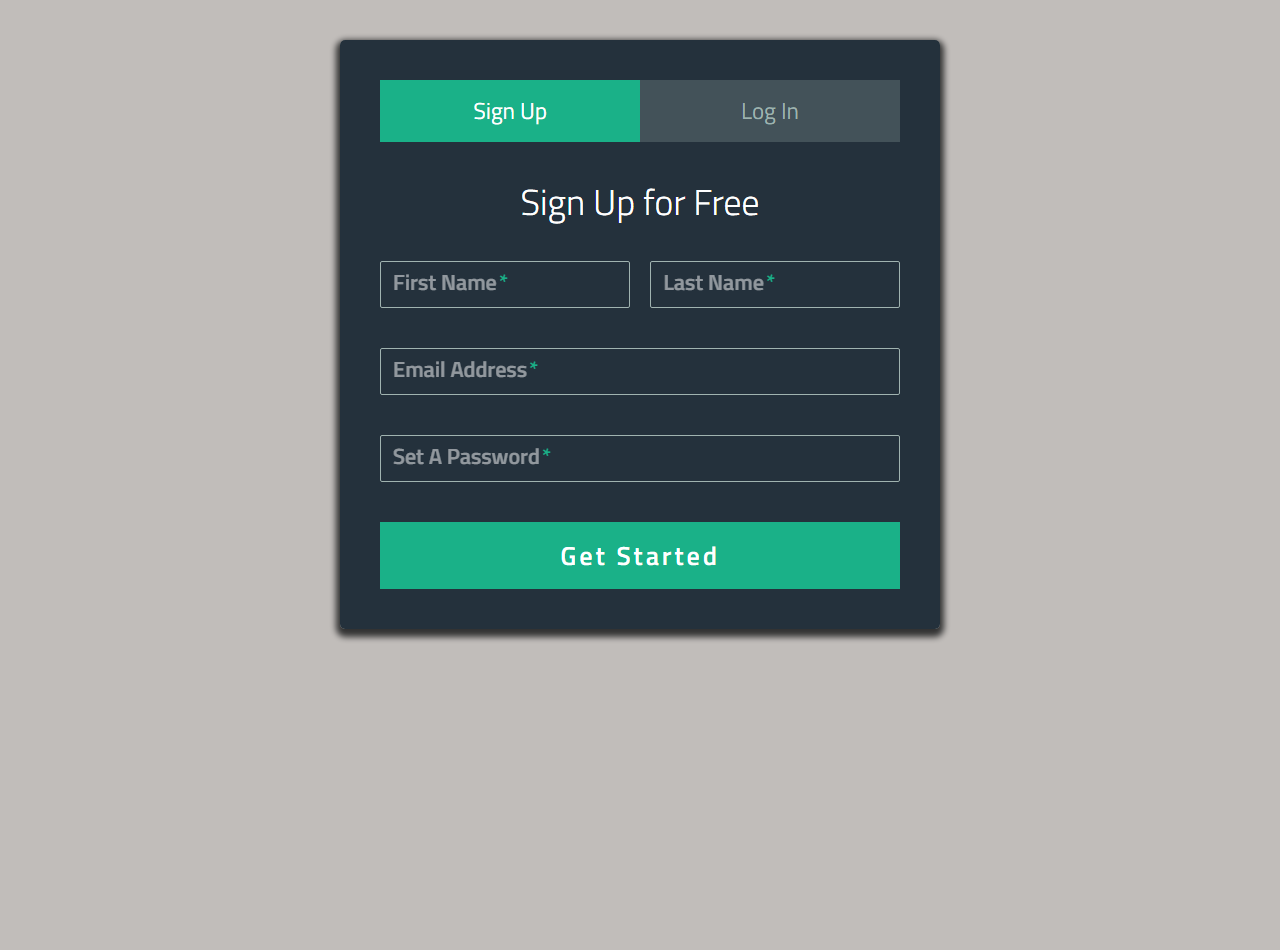 Sign Up Log In
Sign Up for Free
First Name* Last Name*
Email Address*
Set A Password*
Get Started